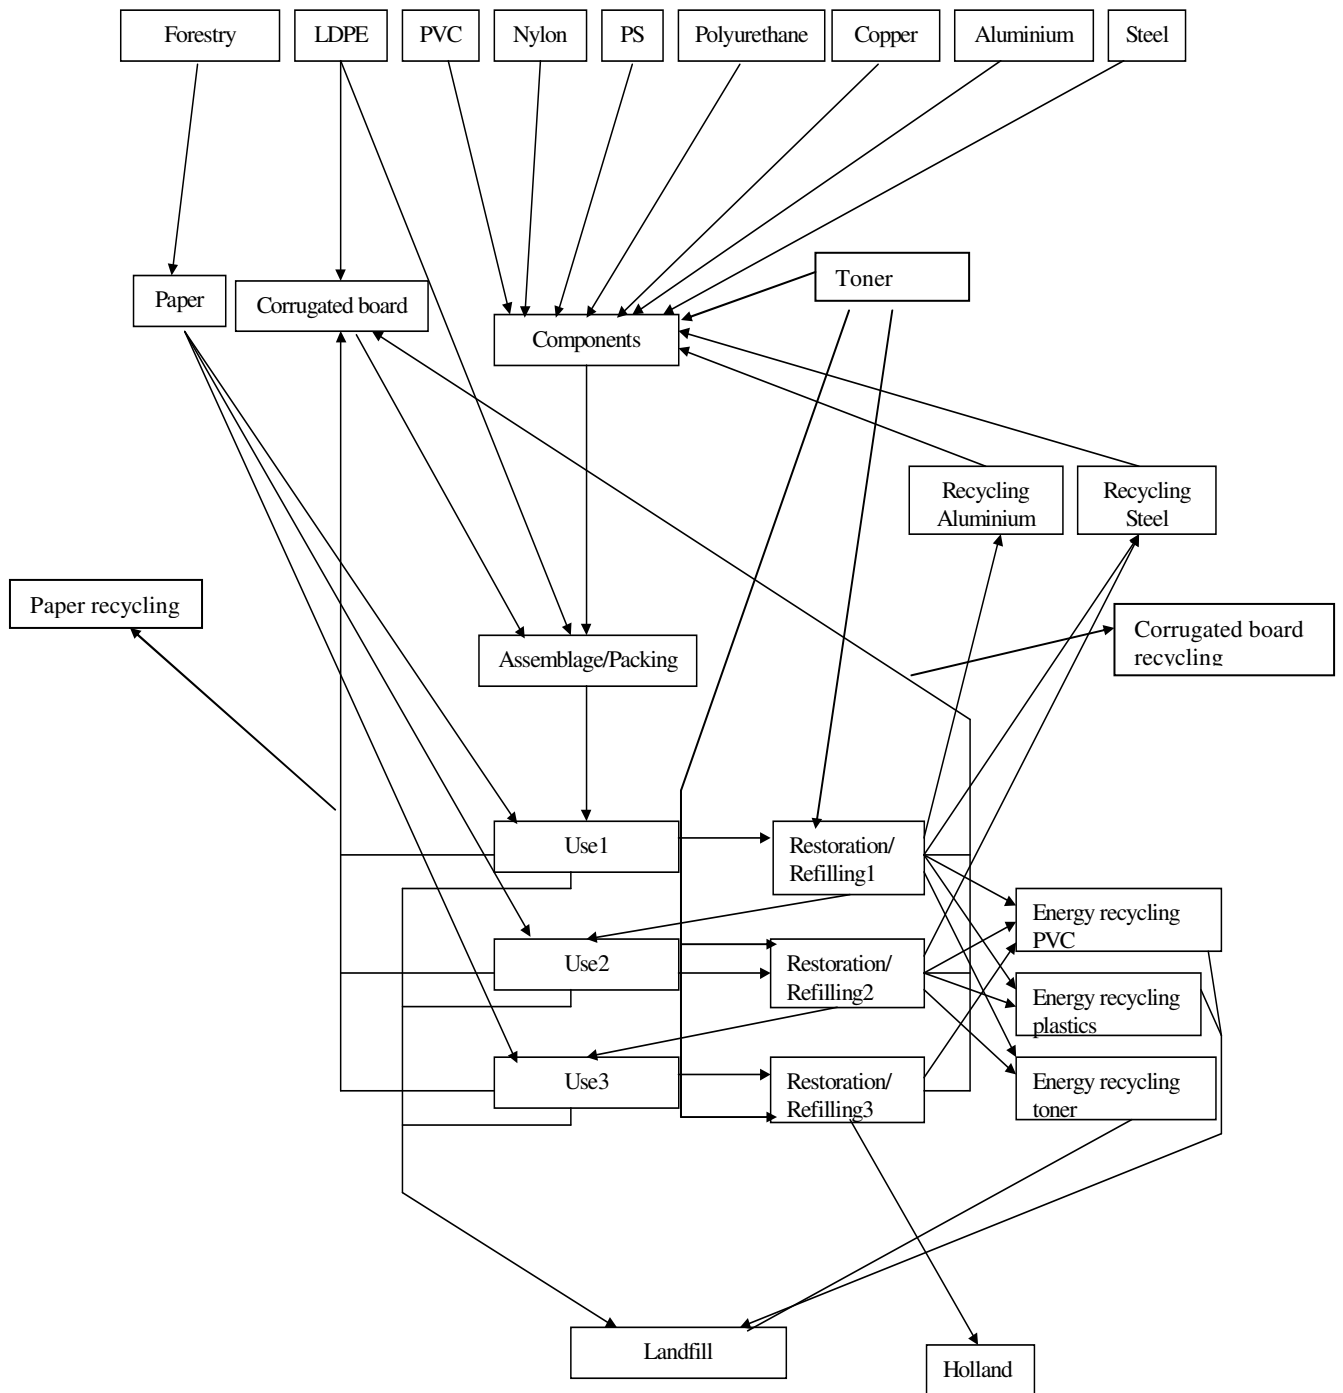 Forestry
LDPE
PVC
Nylon
PS
Polyurethane
Copper
Aluminium
Steel
Toner
Paper
Corrugated board
Components
Recycling
Aluminium
Recycling
Steel
Paper recycling
Corrugated board
recycling
Assemblage/Packing
Use1
Restoration/
Refilling1
Energy recycling
PVC
Use2
Restoration/
Refilling2
Energy recycling
plastics
Use3
Restoration/
Refilling3
Energy recycling
toner
Landfill
Holland